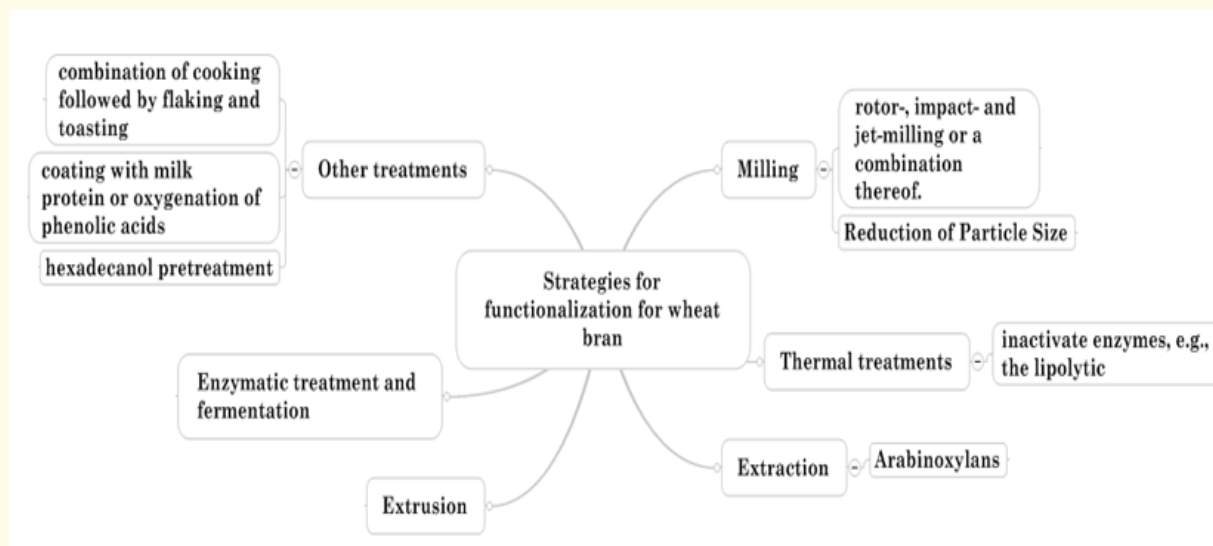 combination of cooking
followed by flaking and
toasting
coating with milk
protein or oxygenation of
phenolic acids
hexadecanol pretreatment
Other treatments
Milling
rotor-, impact- and
jet-milling or a
combination
thereof.
Reduction of Particle Size
Strategies for
functionalization for wheat
bran
Thermal treatments
inactivate enzymes, e.g.,
the lipolytic
Enzymatic treatment and
fermentation
Extraction
Arabinoxylans
Extrusion